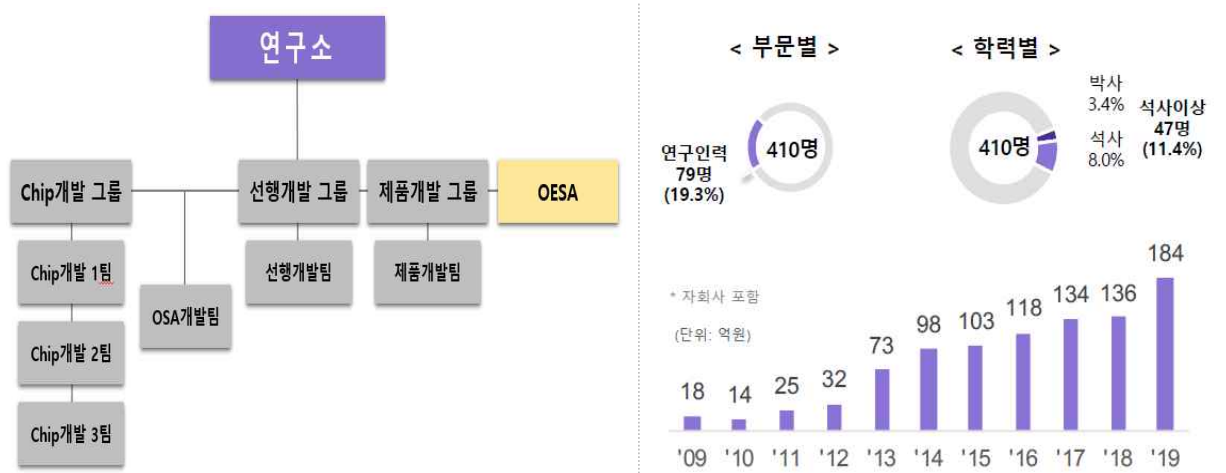 연구소
Chip개발 그룹
선행개발 그룹
제품개발 그룹
OESA
Chip개발 1팀
OSA개발팀
선행개발팀
제품개발팀
Chip개발 2팀
Chip개발 3팀
< 부문별 >
< 학력별 >
410명
연구인력
79명
(19.3%)
410명
박사
3.4%
석사
8.0%
석사이상
47명
(11.4%)
* 자회사 포함
(단위: 억원)
18
14
25
32
73
98
103
118
134
136
184
'09 '10 '11 '12 '13 '14 '15 '16 '17 '18 '19